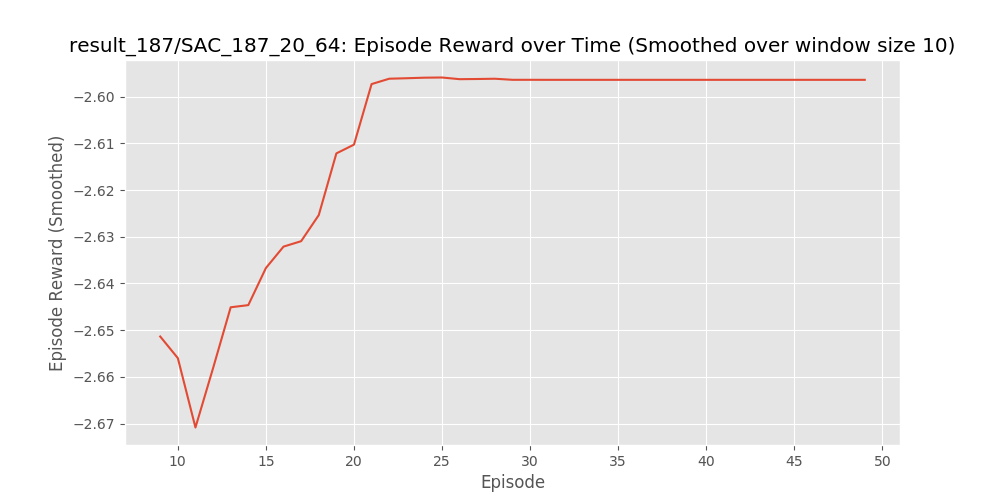 result_187/SAC_187_20_64: Episode Reward over Time (Smoothed over window size 10)
Episode Reward (Smoothed)
−2.60
−2.61
−2.62
−2.63
−2.64
−2.65
−2.66
−2.67
10 15 20 25 30 35 40 45 50
Episode